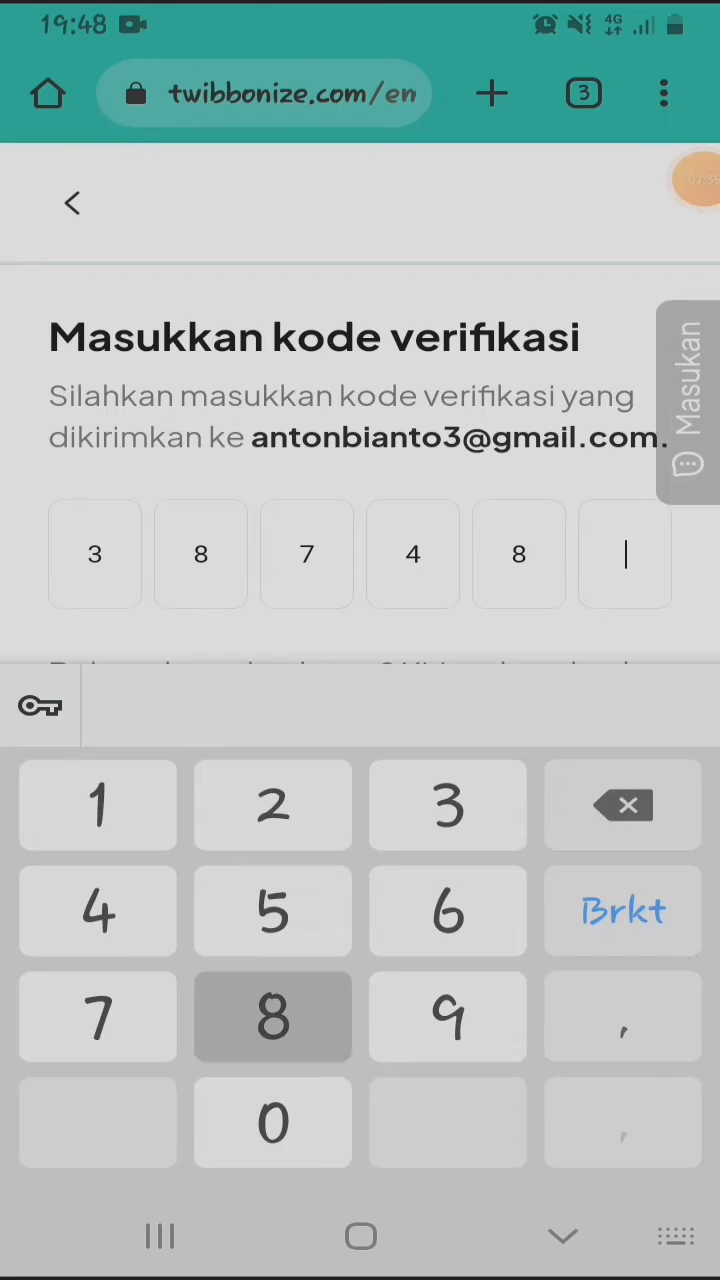 19:48
4G
twibbonize.com/en
3
Masukkan kode verifikasi
Silahkan masukkan kode verifikasi yang
dikirimkan ke antonbianto3@gmail.com.
Masukan
3 8 7 4 8
1 2 3
4 5 6 Brkt
7 8 9 ,
0 ,